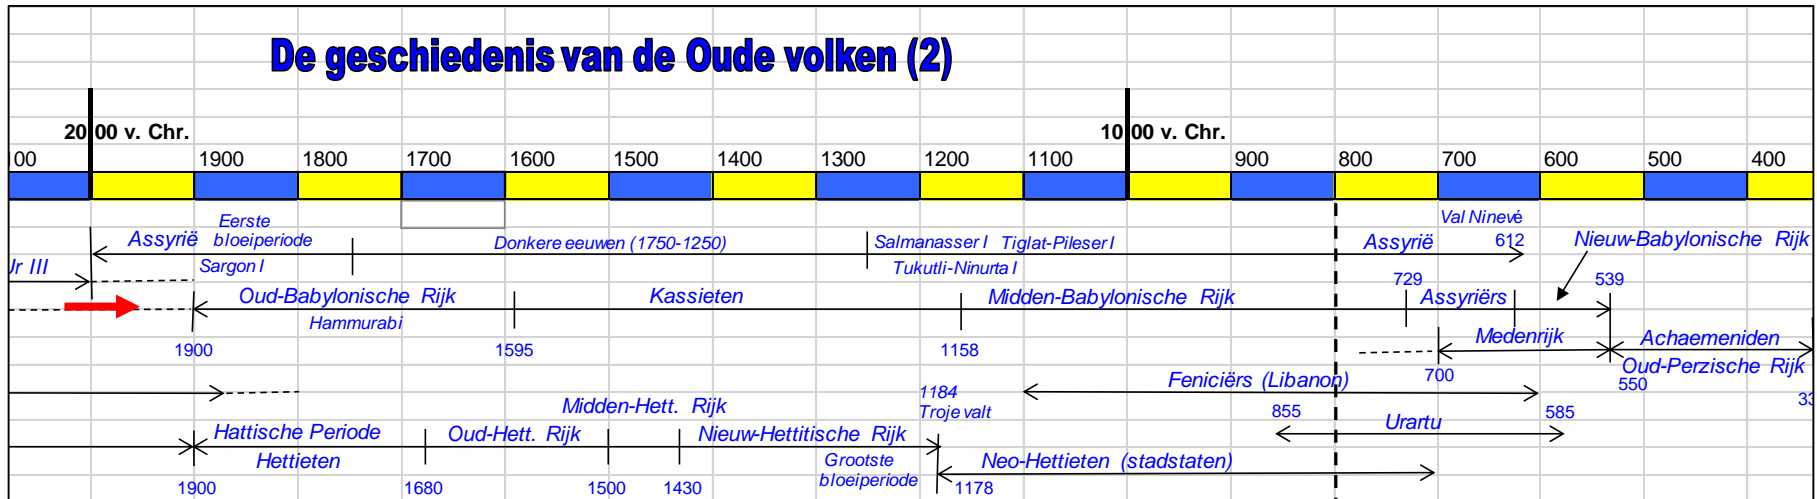 De geschiedenis van de Oude volken (2)
2000 v. Chr. 1000 v. Chr.
00 1900 1800 1700 1600 1500 1400 1300 1200 1100 900 800 700 600 500 400
Eerste Val Ninevé
Assyrië bloeiperiode Donkere eeuwen (1750-1250) Salmanasser I Tiglat-Pileser I Assyrië 612 Nieuw-Babylonische Rijk
Ur III Sargon I Tukutli-Ninurta I
729 539
Oud-Babylonische Rijk Kassieten Midden-Babylonische Rijk Assyriërs
Hammurabi
Medenrijk Achaemeniden
1900 1595 1158
Oud-Perzische Rijk
700 550
Feniciërs (Libanon)
1184 33
Midden-Hett. Rijk Troje valt 855 585
Urartu
Hattische Periode Oud-Hett. Rijk Nieuw-Hettitische Rijk
Hettieten Grootste Neo-Hettieten (stadstaten)
bloeiperiode
1900 1680 1500 1430 1178